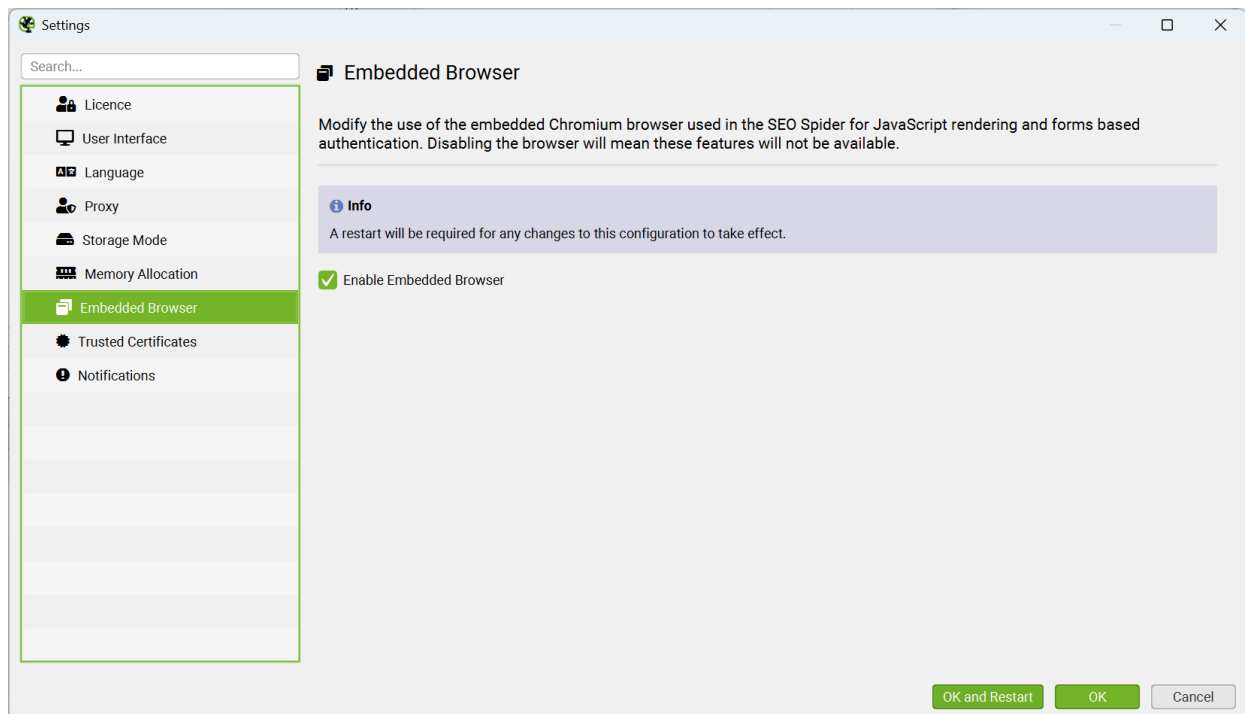 Settings
Search...
Licence
User Interface
Language
Proxy
Storage Mode
Memory Allocation
Embedded Browser
Trusted Certificates
Notifications
Embedded Browser
Modify the use of the embedded Chromium browser used in the SEO Spider for JavaScript rendering and forms based
authentication. Disabling the browser will mean these features will not be available.
Info
A restart will be required for any changes to this configuration to take effect.
Enable Embedded Browser
OK and Restart
OK
Cancel